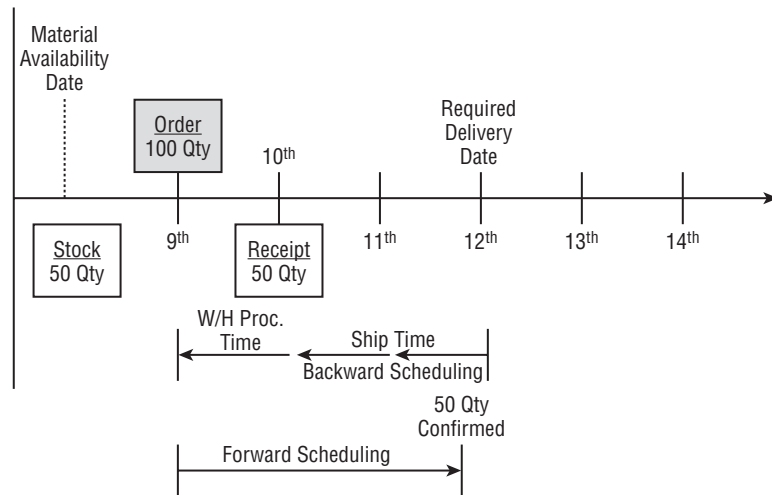 Material
Availability
Date
Order
100 Qty
10th
Required
Delivery
Date
Stock
50 Qty
9th
Receipt
50 Qty
11th
12th
13th
14th
W/H Proc.
Time
Ship Time
Backward Scheduling
50 Qty
Confirmed
Forward Scheduling